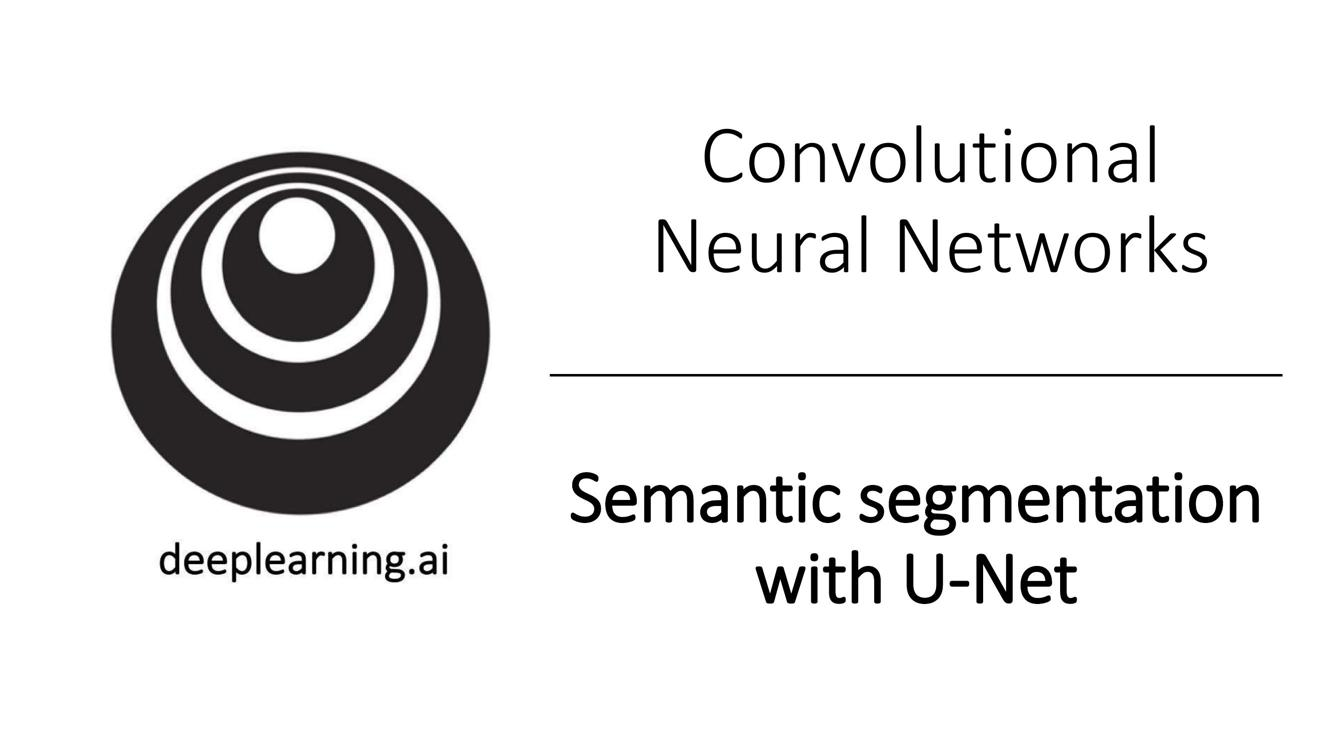 Convolutional
Neural Networks
deeplearning.ai
Semantic segmentation
with U-Net